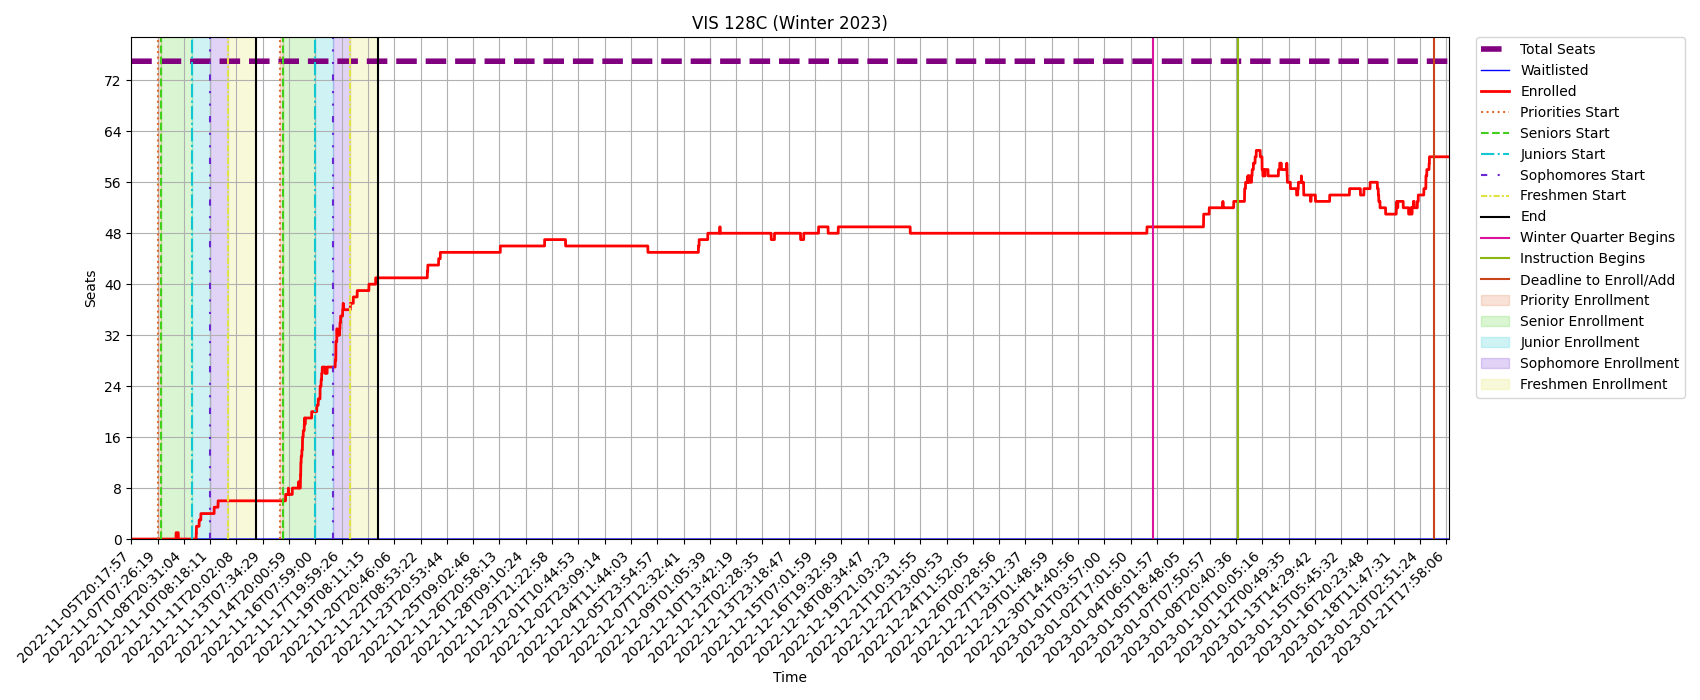 VIS 128C (Winter 2023)
Seats
72
64
56
48
40
32
24
16
8
0
2022-11-05T20:17:57
2022-11-07T07:26:19
2022-11-08T20:31:04
2022-11-10T08:18:11
2022-11-11T20:02:08
2022-11-13T07:34:29
2022-11-14T20:00:59
2022-11-16T07:59:00
2022-11-17T19:59:26
2022-11-19T08:11:15
2022-11-20T20:46:06
2022-11-22T08:53:22
2022-11-23T20:53:44
2022-11-25T09:02:46
2022-11-26T20:58:13
2022-11-28T09:10:24
2022-11-29T21:22:58
2022-12-01T10:44:53
2022-12-02T23:09:14
2022-12-04T11:44:03
2022-12-05T23:54:57
2022-12-07T12:32:41
2022-12-09T01:05:39
2022-12-10T13:42:19
2022-12-12T02:28:35
2022-12-13T23:18:47
2022-12-15T07:01:59
2022-12-16T19:32:59
2022-12-18T08:34:47
2022-12-19T21:03:23
2022-12-21T10:31:55
2022-12-22T23:00:53
2022-12-24T11:52:05
2022-12-26T00:28:56
2022-12-27T13:12:37
2022-12-29T01:48:59
2022-12-30T14:40:56
2023-01-01T03:57:00
2023-01-02T17:01:50
2023-01-04T06:01:57
2023-01-05T18:48:05
2023-01-07T07:50:57
2023-01-08T20:40:36
2023-01-10T10:05:16
2023-01-12T00:49:35
2023-01-13T14:29:42
2023-01-15T05:45:32
2023-01-16T20:23:48
2023-01-18T11:47:31
2023-01-20T02:51:24
2023-01-21T17:58:06
Time
Total Seats
Waitlisted
Enrolled
Priorities Start
Seniors Start
Juniors Start
Sophomores Start
Freshmen Start
End
Winter Quarter Begins
Instruction Begins
Deadline to Enroll/Add
Priority Enrollment
Senior Enrollment
Junior Enrollment
Sophomore Enrollment
Freshmen Enrollment